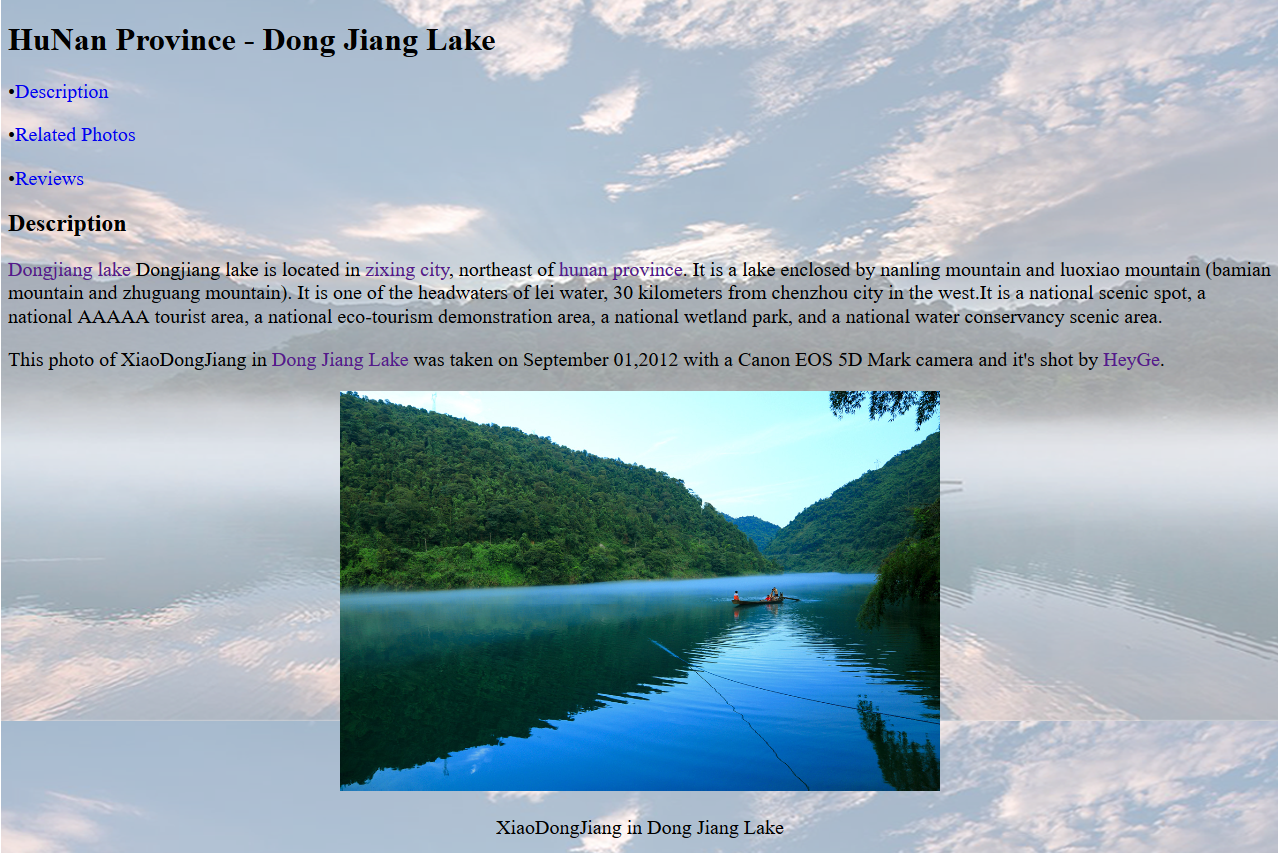 HuNan Province - Dong Jiang Lake
•Description
•Related Photos
•Reviews
Description
Dongjiang lake Dongjiang lake is located in zixing city, northeast of hunan province. It is a lake enclosed by nanling mountain and luoxiao mountain (bamian
mountain and zhuguang mountain). It is one of the headwaters of lei water, 30 kilometers from chenzhou city in the west.It is a national scenic spot, a
national AAAAA tourist area, a national eco-tourism demonstration area, a national wetland park, and a national water conservancy scenic area.
This photo of XiaoDongJiang in Dong Jiang Lake was taken on September 01,2012 with a Canon EOS 5D Mark camera and it's shot by HeyGe.
XiaoDongJiang in Dong Jiang Lake